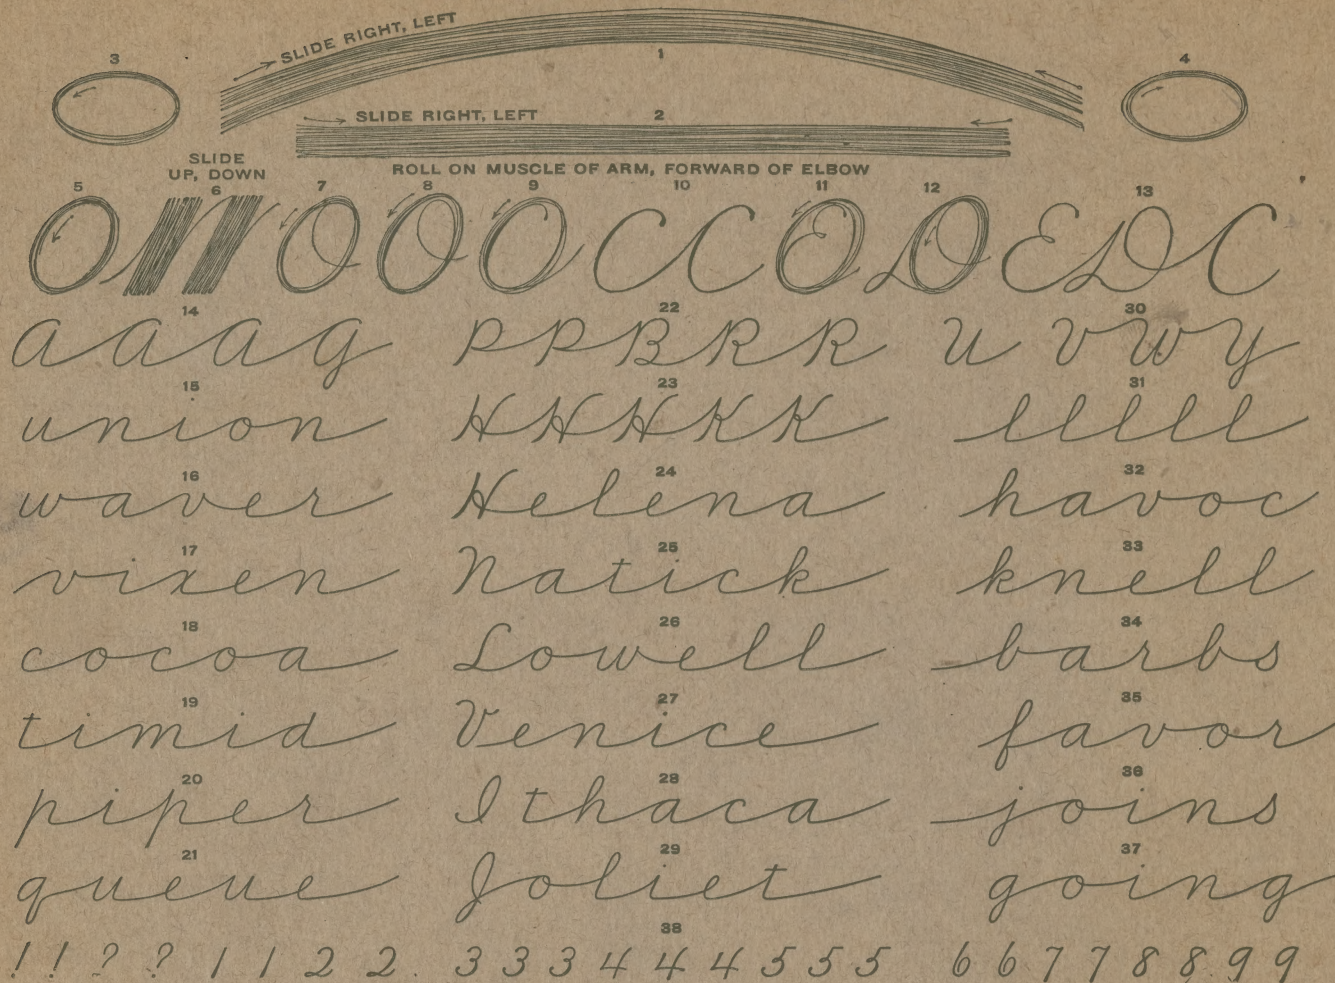 SLIDE RIGHT, LEFT
3 1 4
SLIDE RIGHT, LEFT 2
SLIDE
UP, DOWN
ROLL ON MUSCLE OF ARM, FORWARD OF ELBOW
5 6 7 8 9 10 11 12 13
O O O O C C O D E D C
14 22 30
a a a g P P B R R U V W Y
15 23 31
union H H H K K l l l l l
16 24 32
waver Helena havoc
17 25 33
vixen Natick knell
18 26 34
cocoa Lowell barbs
19 27 35
timid Venice favor
20 28 36
piper Ithaca joins
21 29 37
queue Joliet going
38
! ! ? ? 1 1 2 2 3 3 3 4 4 4 5 5 5 6 6 7 7 8 8 9 9